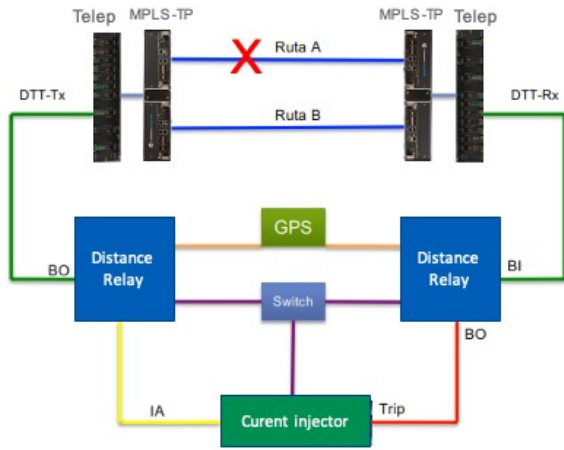 Telep
MPLS-TP
MPLS-TP
Telep
Ruta A
DTT-Tx
DTT-Rx
Ruta B
GPS
Distance
Relay
Distance
Relay
BO
BI
Switch
BO
IA
Curent injector
Trip